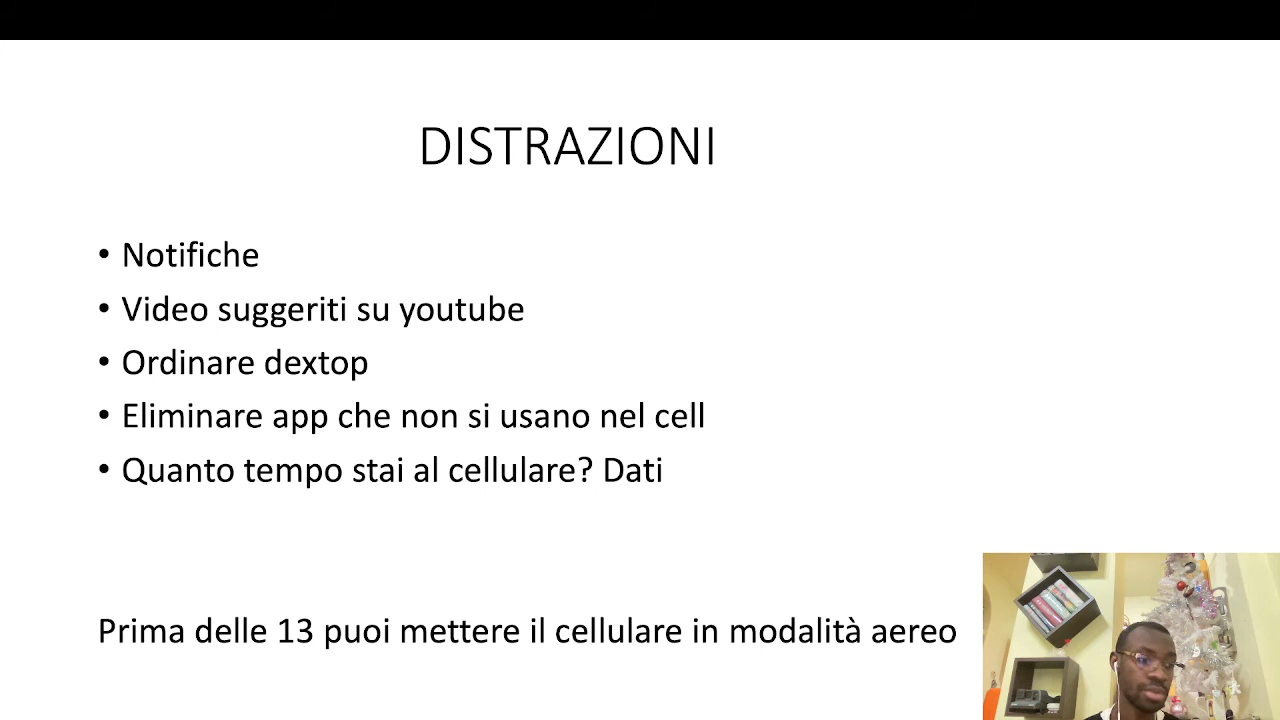 DISTRAZIONI
• Notifiche
• Video suggeriti su youtube
• Ordinare dextop
• Eliminare app che non si usano nel cell
• Quanto tempo stai al cellulare? Dati
Prima delle 13 puoi mettere il cellulare in modalità aereo